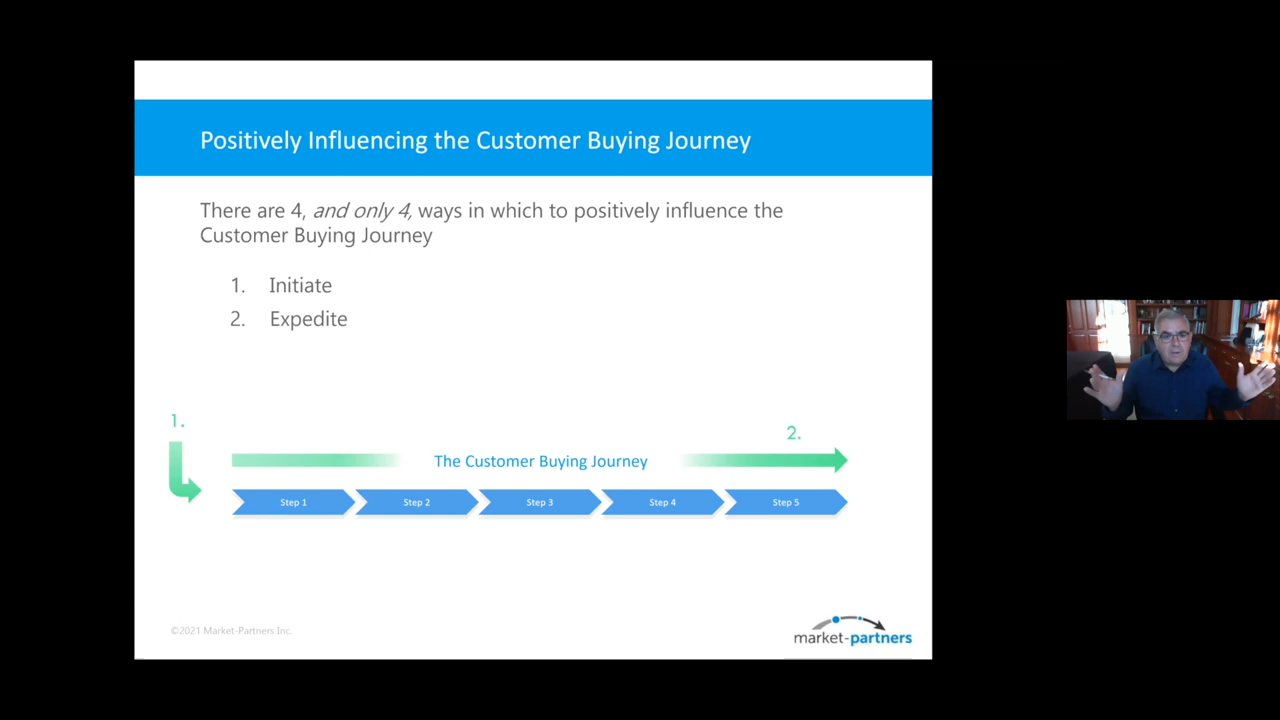 Positively Influencing the Customer Buying Journey
There are 4, and only 4, ways in which to positively influence the
Customer Buying Journey
1. Initiate
2. Expedite
1.
2.
The Customer Buying Journey
Step 1
Step 2
Step 3
Step 4
Step 5
©2021 Market-Partners Inc.
market-partners